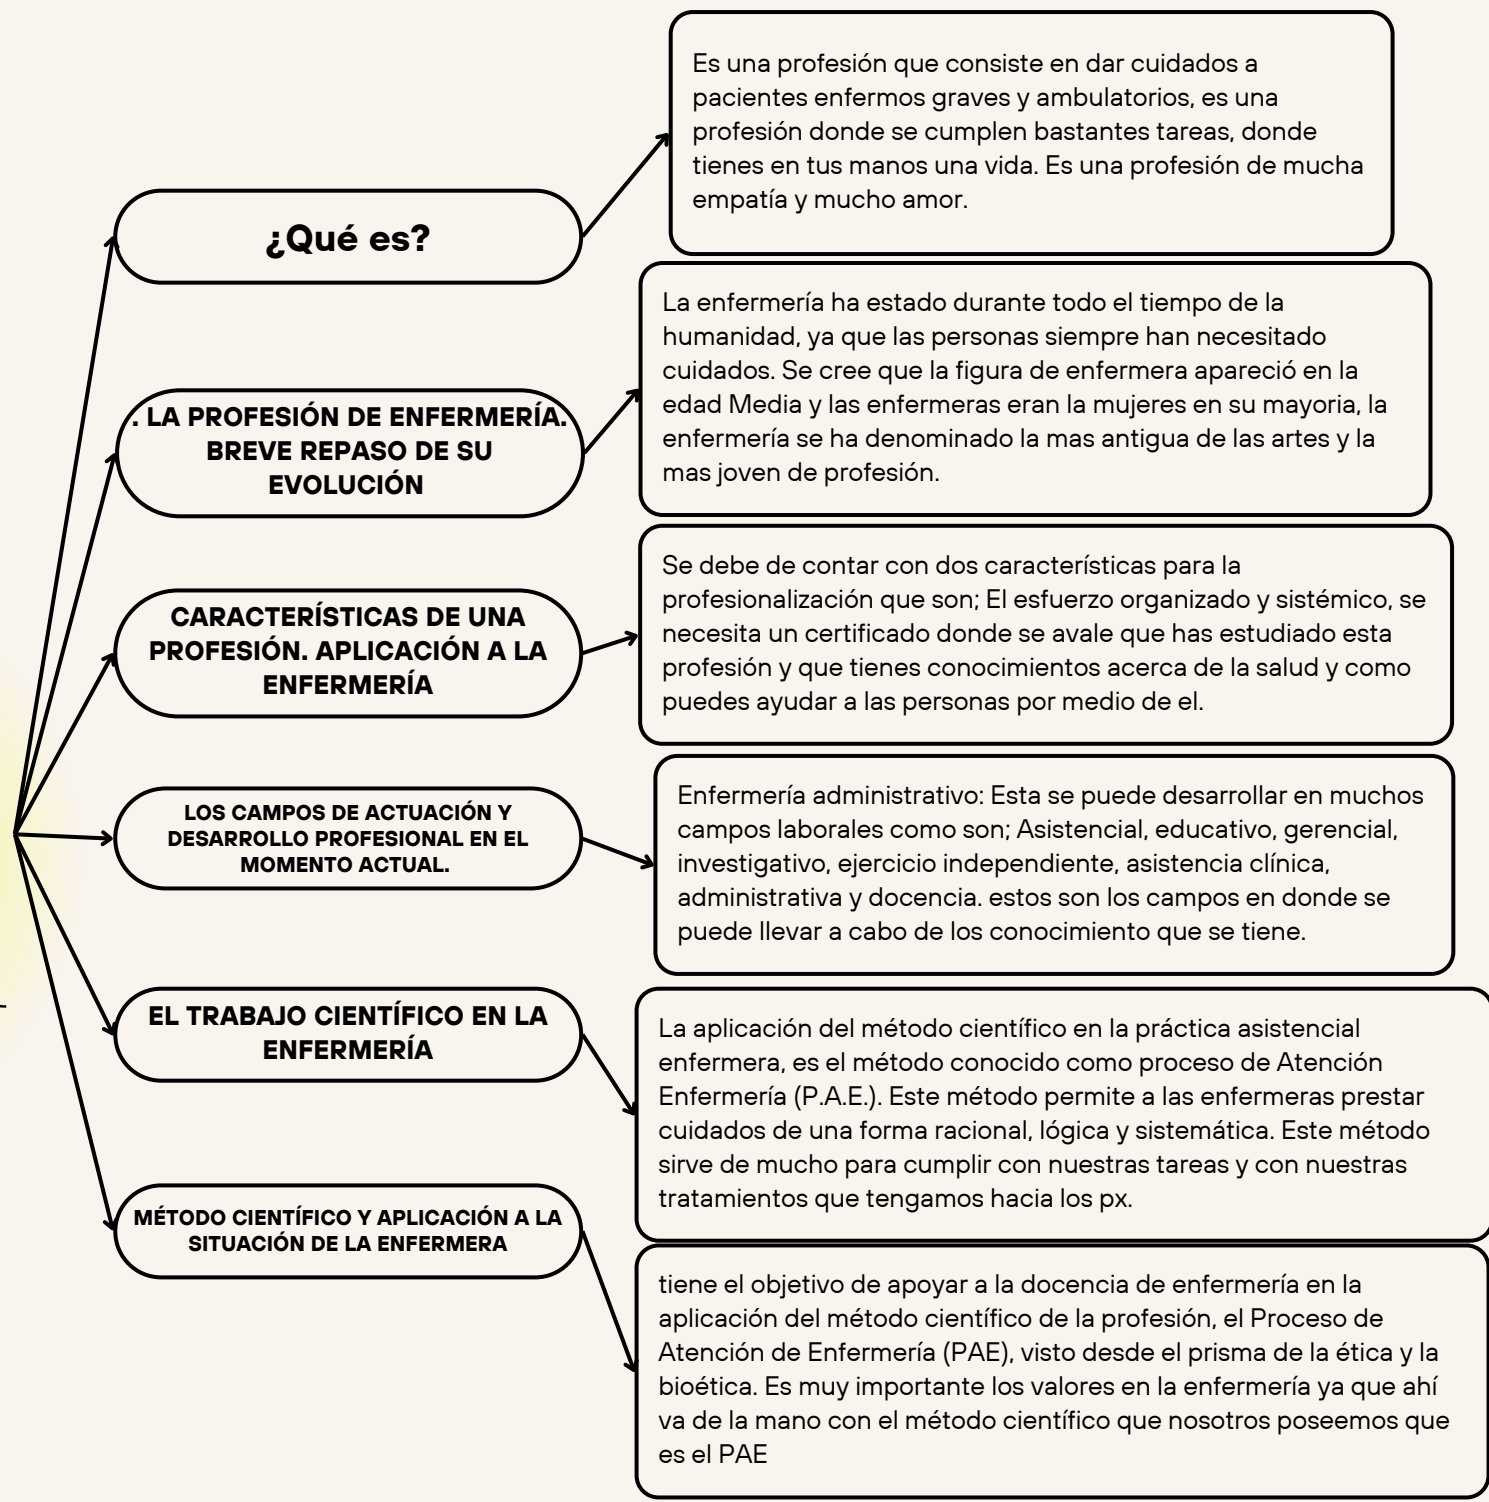 ¿Qué es?
Es una profesión que consiste en dar cuidados a
pacientes enfermos graves y ambulatorios, es una
profesión donde se cumplen bastantes tareas, donde
tienes en tus manos una vida. Es una profesión de mucha
empatía y mucho amor.
. LA PROFESIÓN DE ENFERMERÍA.
BREVE REPASO DE SU
EVOLUCIÓN
La enfermería ha estado durante todo el tiempo de la
humanidad, ya que las personas siempre han necesitado
cuidados. Se cree que la figura de enfermera apareció en la
edad Media y las enfermeras eran la mujeres en su mayoria, la
enfermería se ha denominado la mas antigua de las artes y la
mas joven de profesión.
CARACTERÍSTICAS DE UNA
PROFESIÓN. APLICACIÓN A LA
ENFERMERÍA
Se debe de contar con dos características para la
profesionalización que son; El esfuerzo organizado y sistémico, se
necesita un certificado donde se avale que has estudiado esta
profesión y que tienes conocimientos acerca de la salud y como
puedes ayudar a las personas por medio de el.
LOS CAMPOS DE ACTUACIÓN Y
DESARROLLO PROFESIONAL EN EL
MOMENTO ACTUAL.
Enfermería administrativo: Esta se puede desarrollar en muchos
campos laborales como son; Asistencial, educativo, gerencial,
investigativo, ejercicio independiente, asistencia clínica,
administrativa y docencia. estos son los campos en donde se
puede llevar a cabo de los conocimiento que se tiene.
EL TRABAJO CIENTÍFICO EN LA
ENFERMERÍA
La aplicación del método científico en la práctica asistencial
enfermera, es el método conocido como proceso de Atención
Enfermería (P.A.E.). Este método permite a las enfermeras prestar
cuidados de una forma racional, lógica y sistemática. Este método
sirve de mucho para cumplir con nuestras tareas y con nuestras
tratamientos que tengamos hacia los px.
MÉTODO CIENTÍFICO Y APLICACIÓN A LA
SITUACIÓN DE LA ENFERMERA
tiene el objetivo de apoyar a la docencia de enfermería en la
aplicación del método científico de la profesión, el Proceso de
Atención de Enfermería (PAE), visto desde el prisma de la ética y la
bioética. Es muy importante los valores en la enfermería ya que ahí
va de la mano con el método científico que nosotros poseemos que
es el PAE